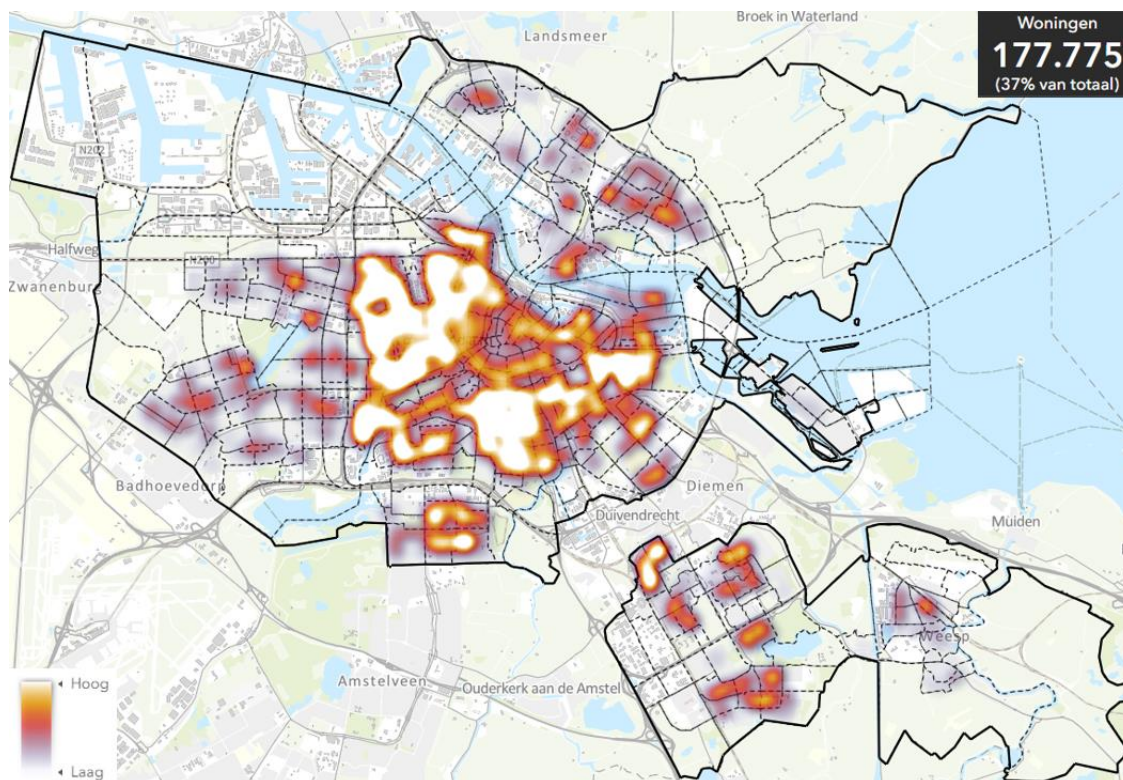 Broek in Waterland
Landsmeer
Woningen
177.775
(37% van totaal)
N202
Halfweg
N200
Zwanenburg
Badhoevedorp
Diemen
Duivendrecht
Muiden
Weesp
Amstelveen
Ouderkerk aan de Amstel
Hoog
Laag